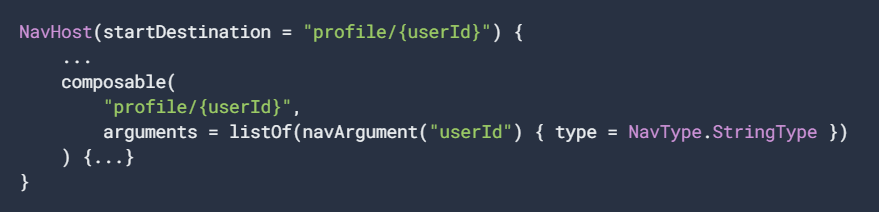 NavHost(startDestination = "profile/{userId}") {
    ...
    composable(
        "profile/{userId}",
        arguments = listOf(navArgument("userId") { type = NavType.StringType })
    ) {...}
}